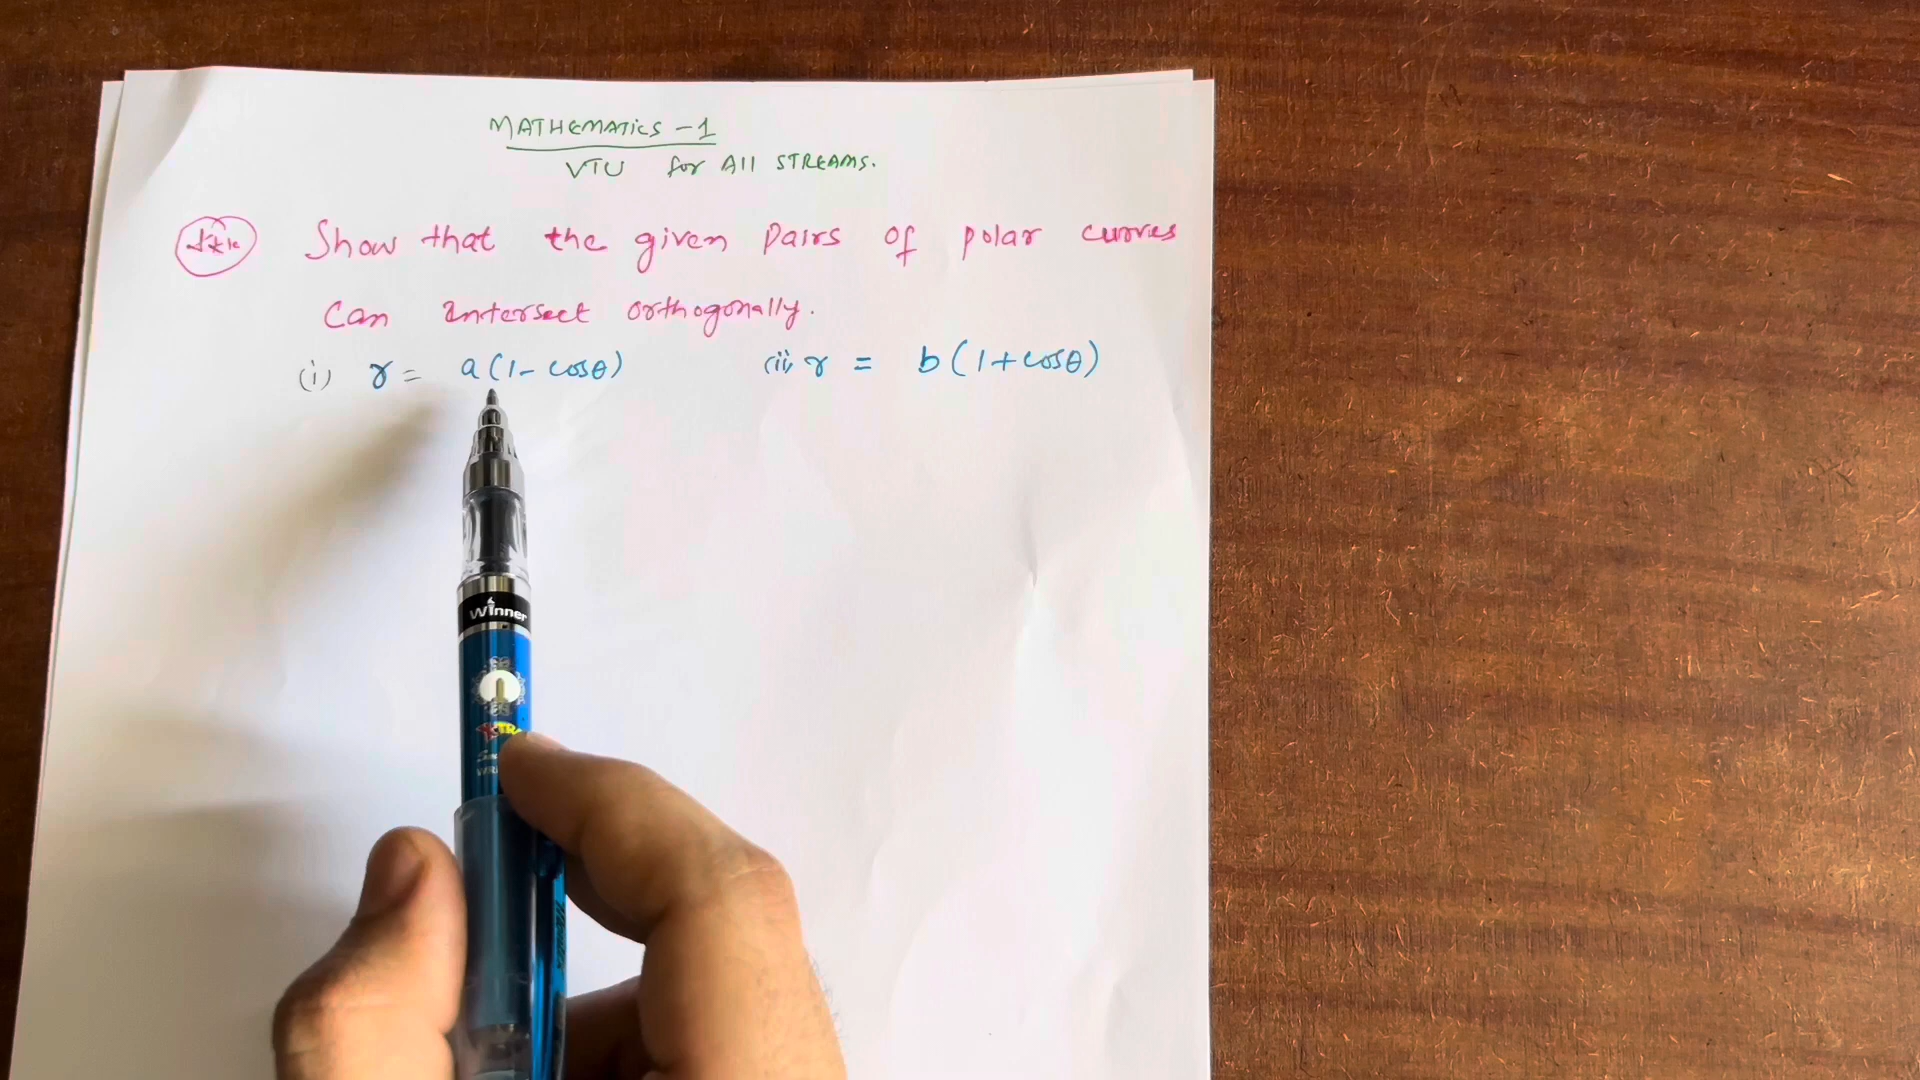 MATHEMATICS - 1
VTU for All STREAMS.
Show that the given Pairs of polar curves
can intersect orthogonally.
(i) r = a(1 - cosθ) (ii) r = b(1 + cosθ)
Winner